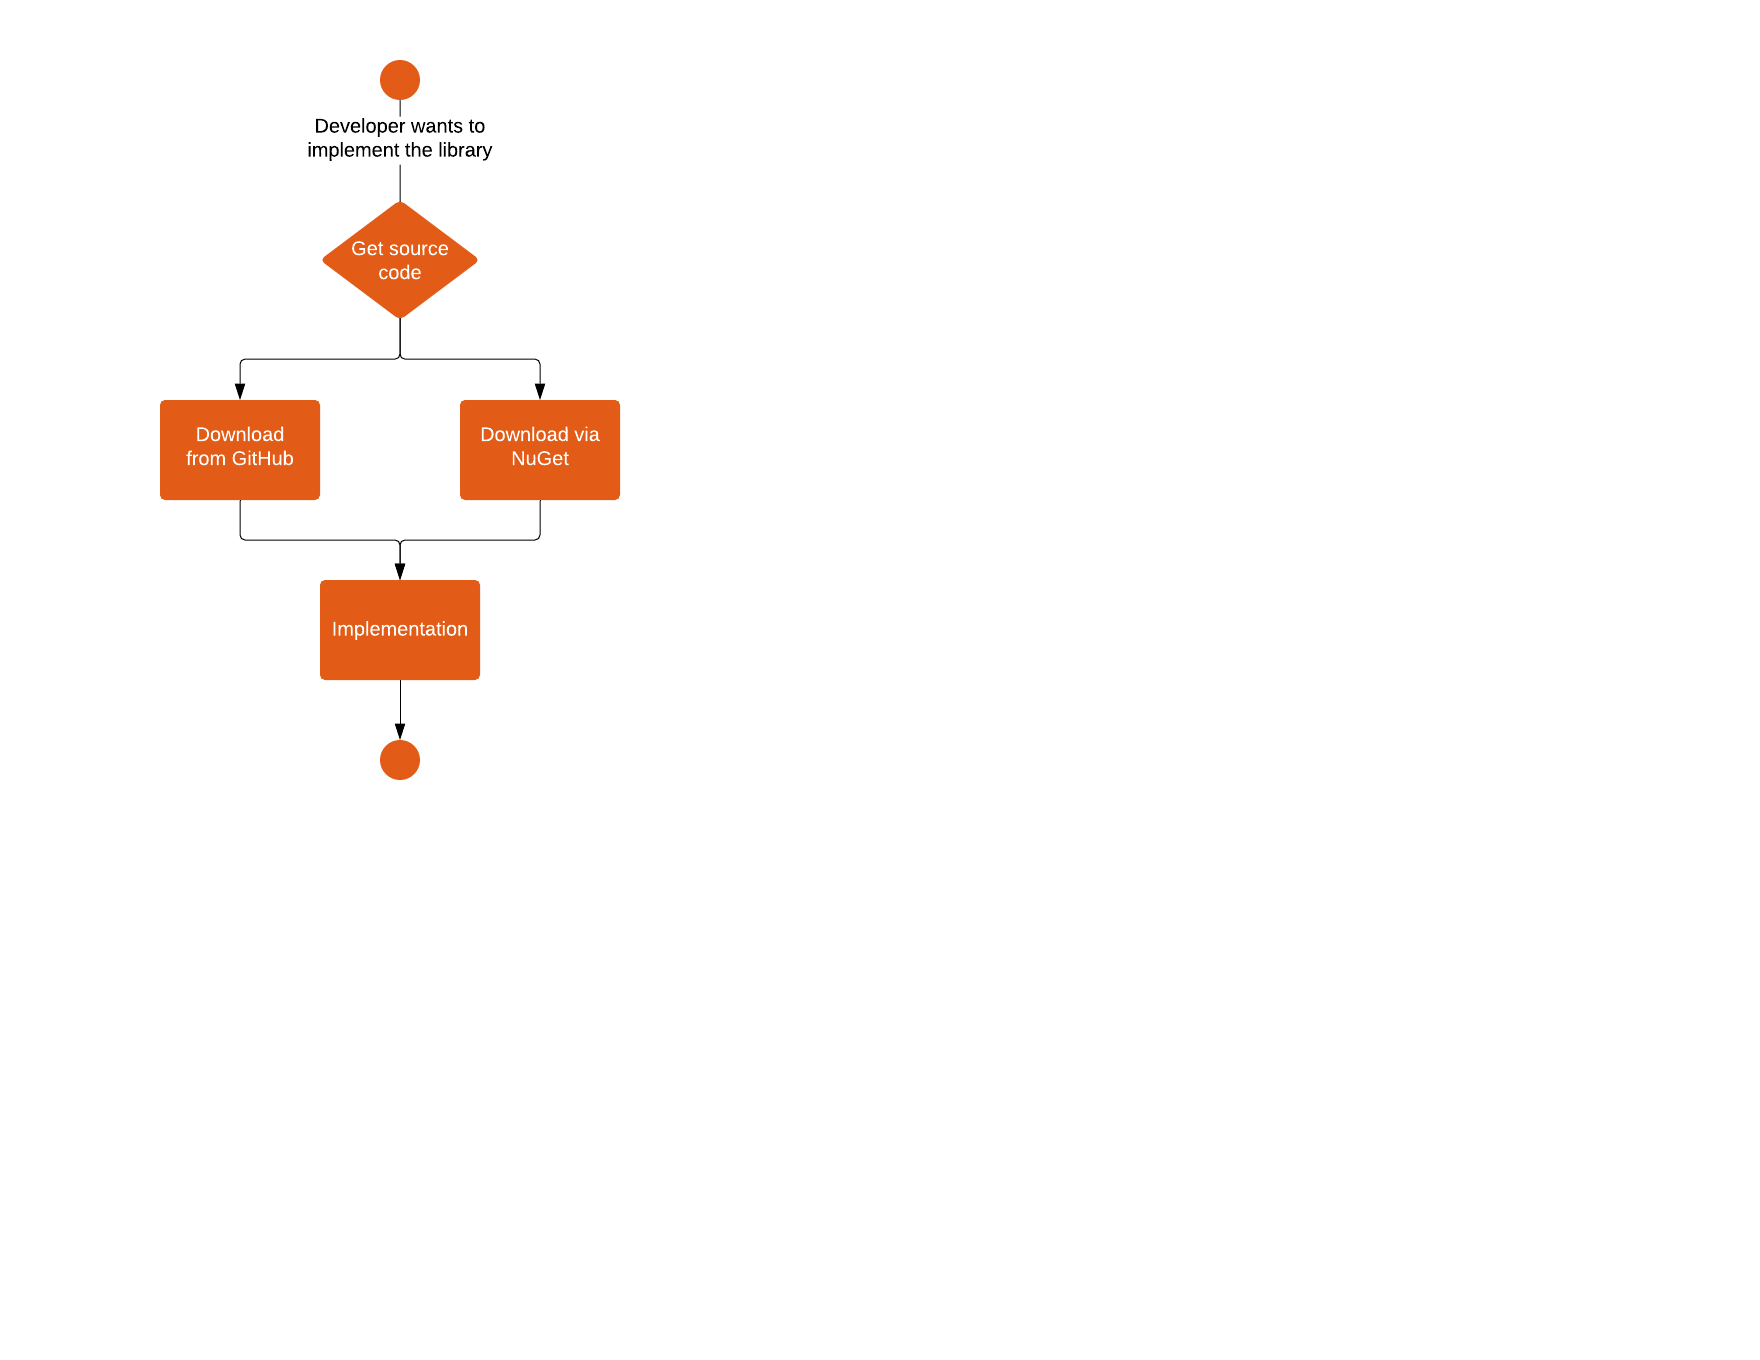 Developer wants to
implement the library
Get source
code
Download
from GitHub
Download via
NuGet
Implementation